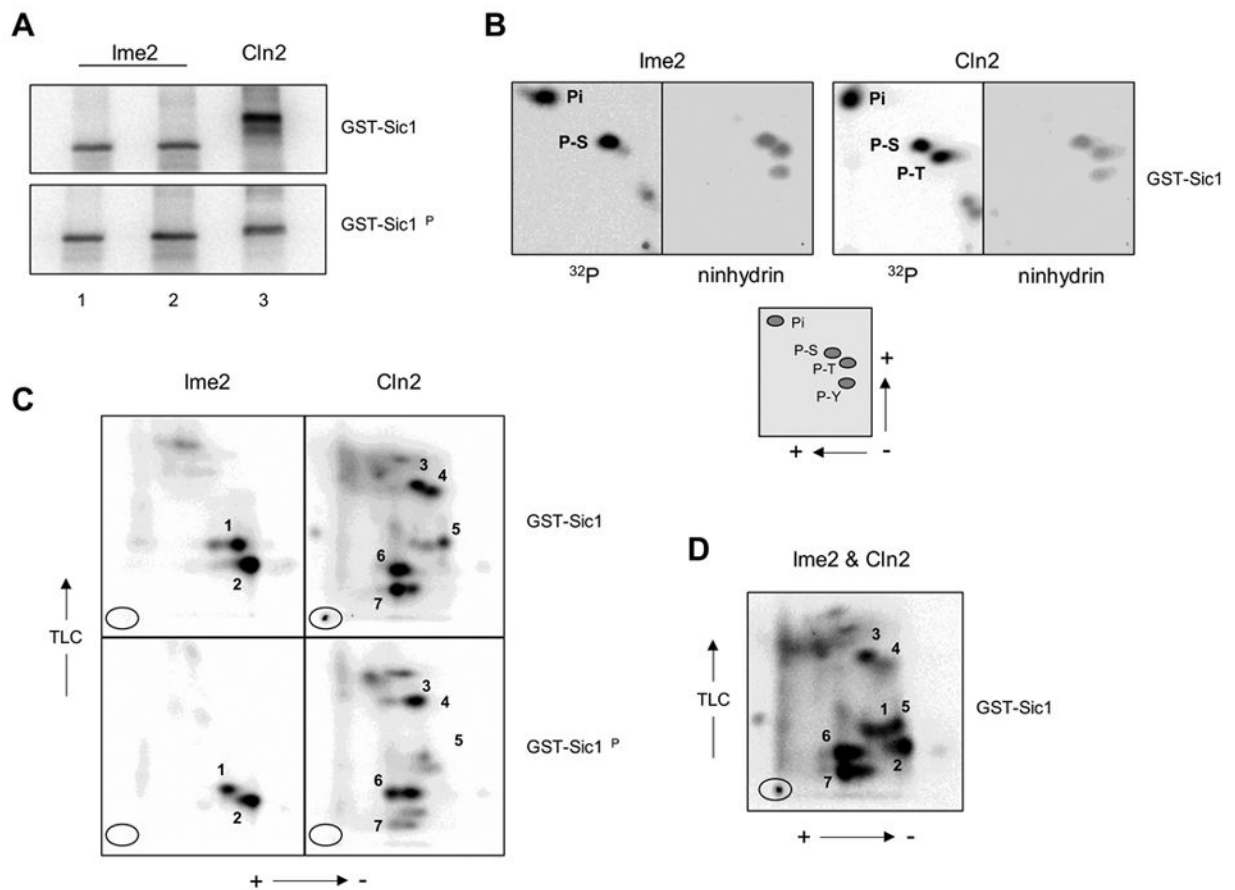 A
Ime2 Cln2
GST-Sic1
GST-Sic1 P
1 2 3
B
Ime2 Cln2
Pi
P-S
Pi
P-S
P-T
GST-Sic1
32P ninhydrin 32P ninhydrin
Pi
P-S
P-T
P-Y
+
-
+ -
C
Ime2 Cln2
1
2
3 4
5
6
7
GST-Sic1
TLC
1
2
3
4
5
6
7
GST-Sic1 P
+ -
D
Ime2 & Cln2
3
4
1 5
6
2
7
TLC
GST-Sic1
+ -